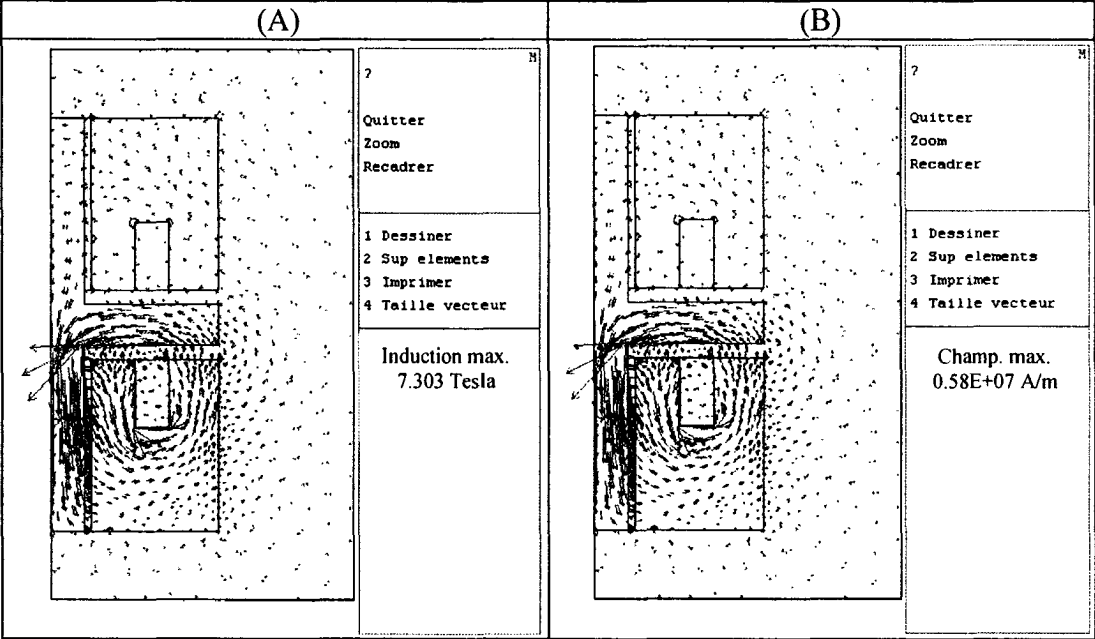 (A)
M
?
Quitter
Zoom
Recadrer
1 Dessiner
2 Sup elements
3 Imprimer
4 Taille vecteur
Induction max.
7.303 Tesla
(B)
M
?
Quitter
Zoom
Recadrer
1 Dessiner
2 Sup elements
3 Imprimer
4 Taille vecteur
Champ. max.
0.58E+07 A/m